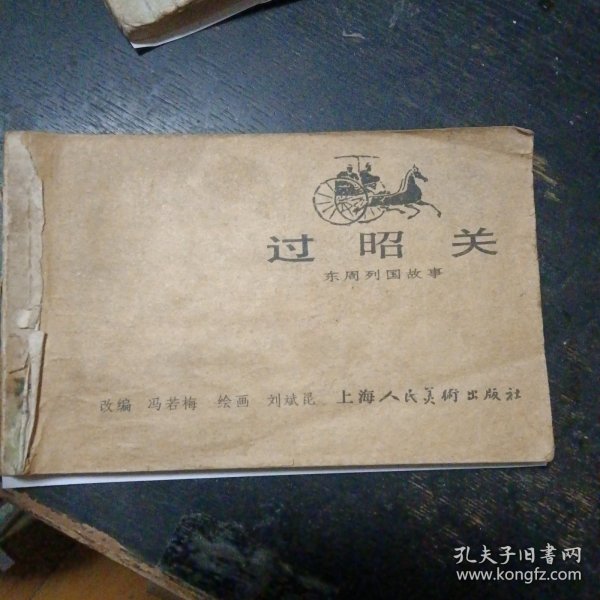 过昭关
东周列国故事
改编 冯若梅 绘画 刘斌昆 上海人民美術出版社
孔夫子旧书网
www.kongfz.com